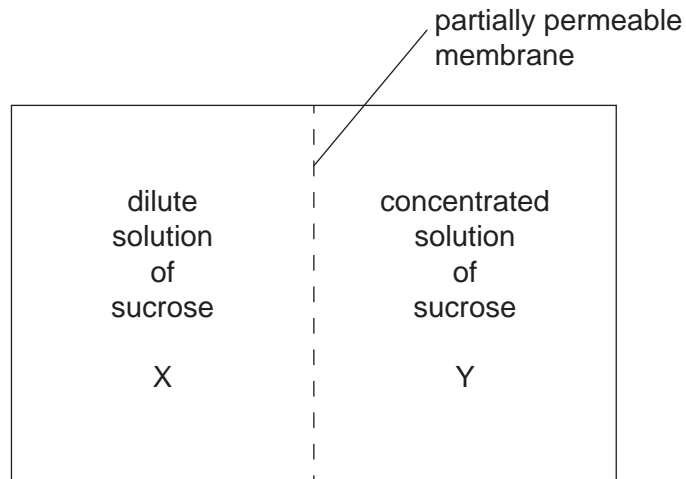 partially permeable
membrane
dilute
solution
of
sucrose
X
concentrated
solution
of
sucrose
Y